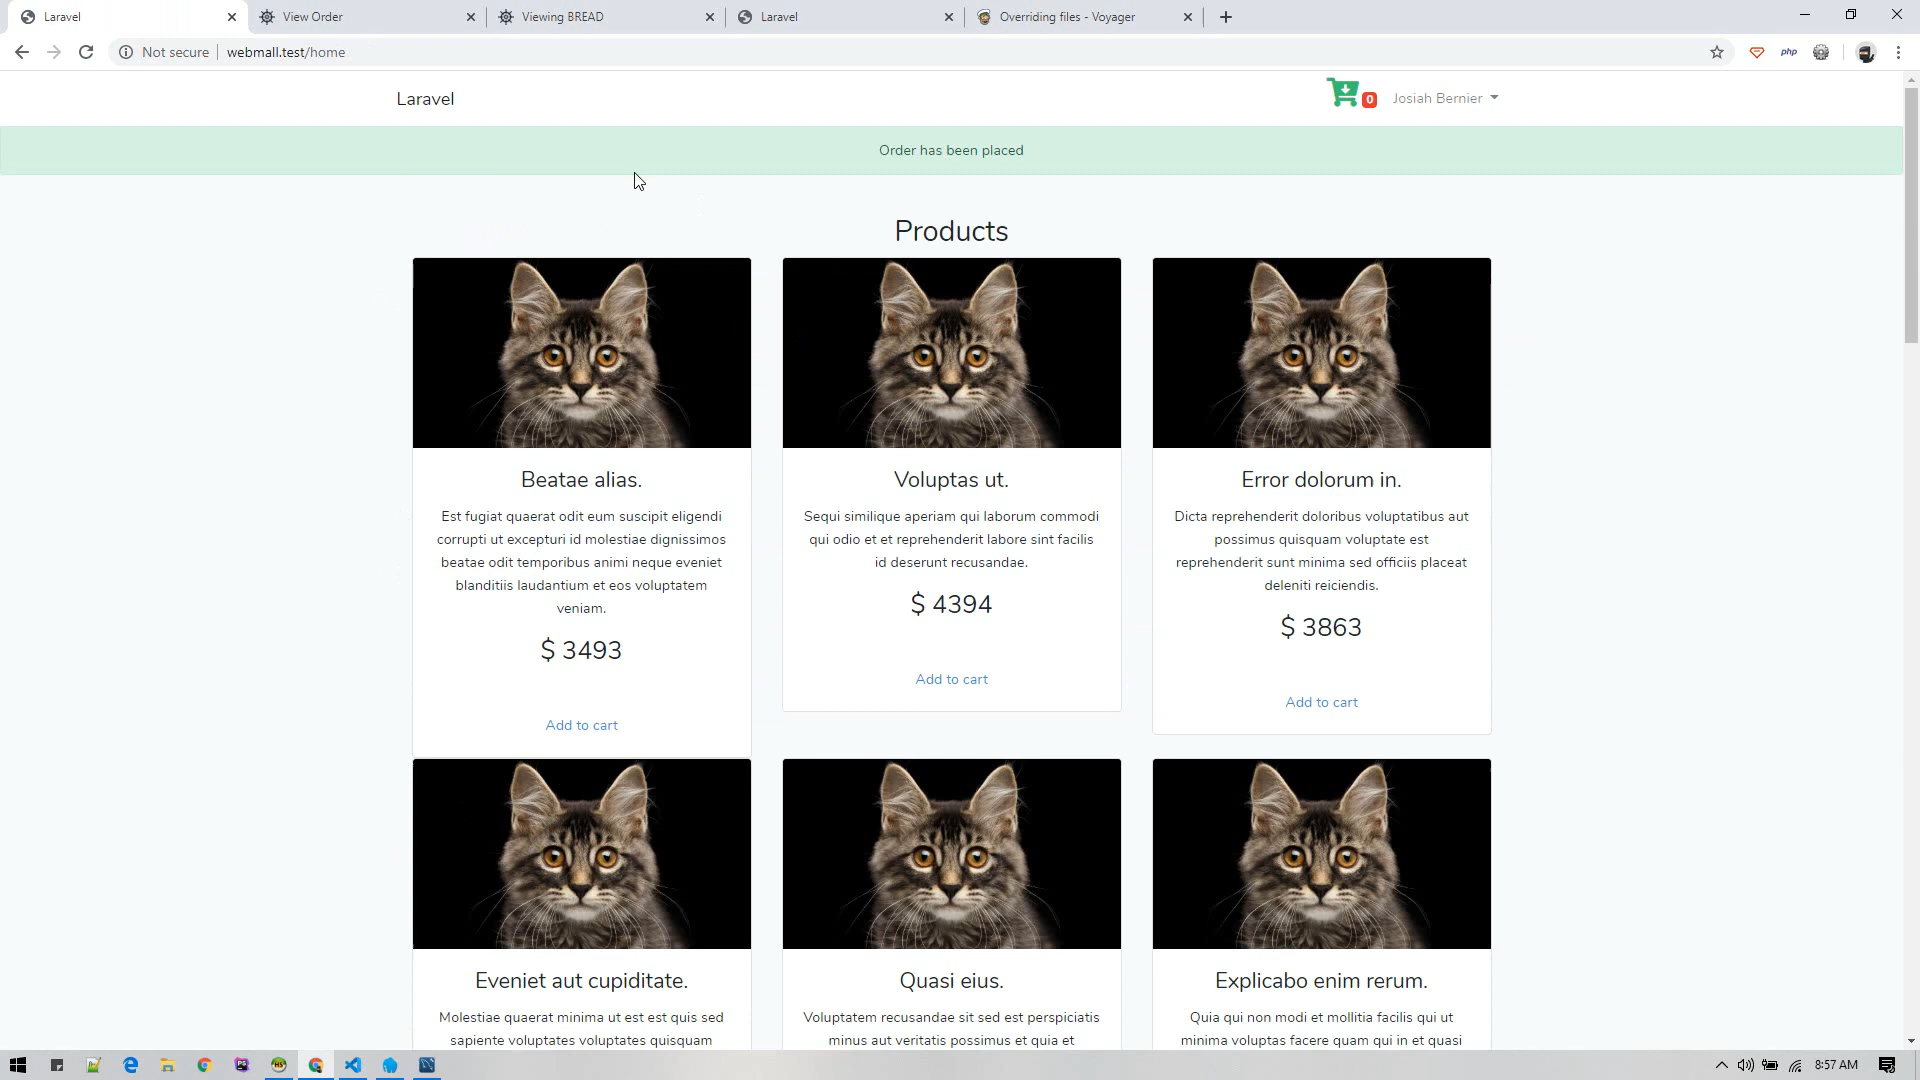 Laravel
View Order
Viewing BREAD
Laravel
Overriding files - Voyager
Not secure
webmall.test/home
php
Laravel
0
Josiah Bernier
Order has been placed
Products
Beatae alias.
Est fugiat quaerat odit eum suscipit eligendi
corrupti ut excepturi id molestiae dignissimos
beatae odit temporibus animi neque eveniet
blanditiis laudantium et eos voluptatem
veniam.
$ 3493
Add to cart
Voluptas ut.
Sequi similique aperiam qui laborum commodi
qui odio et et reprehenderit labore sint facilis
id deserunt recusandae.
$ 4394
Add to cart
Error dolorum in.
Dicta reprehenderit doloribus voluptatibus aut
possimus quisquam voluptate est
reprehenderit sunt minima sed officiis placeat
deleniti reiciendis.
$ 3863
Add to cart
Eveniet aut cupiditate.
Molestiae quaerat minima ut est est quis sed
sapiente voluptates voluptates quisquam
Quasi eius.
Voluptatem recusandae sit sed est perspiciatis
minus aut veritatis possimus et quia et
Explicabo enim rerum.
Quia qui non modi et mollitia facilis qui ut
minima voluptas facere quam qui in et quasi
8:57 AM